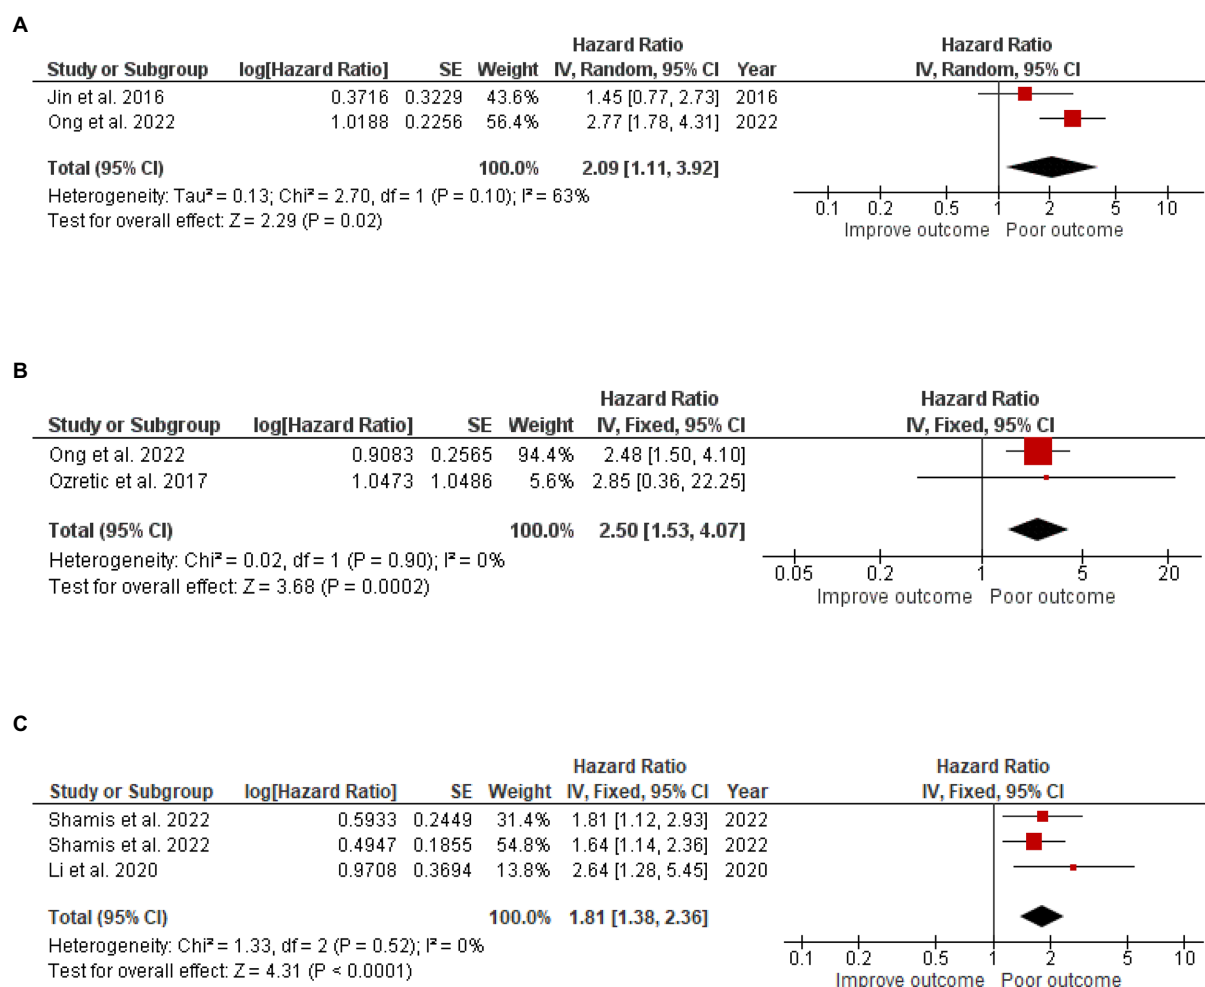 A
Hazard Ratio Hazard Ratio
Study or Subgroup log[Hazard Ratio] SE Weight IV, Random, 95% CI Year IV, Random, 95% CI
Jin et al. 2016 0.3716 0.3229 43.6% 1.45 [0.77, 2.73] 2016
Ong et al. 2022 1.0188 0.2256 56.4% 2.77 [1.78, 4.31] 2022
Total (95% CI) 100.0% 2.09 [1.11, 3.92]
Heterogeneity: Tau² = 0.13; Chi² = 2.70, df = 1 (P = 0.10); I² = 63%
Test for overall effect: Z = 2.29 (P = 0.02)
0.1 0.2 0.5 1 2 5 10
Improve outcome Poor outcome
B
Hazard Ratio Hazard Ratio
Study or Subgroup log[Hazard Ratio] SE Weight IV, Fixed, 95% CI IV, Fixed, 95% CI
Ong et al. 2022 0.9083 0.2565 94.4% 2.48 [1.50, 4.10]
Ozretic et al. 2017 1.0473 1.0486 5.6% 2.85 [0.36, 22.25]
Total (95% CI) 100.0% 2.50 [1.53, 4.07]
Heterogeneity: Chi² = 0.02, df = 1 (P = 0.90); I² = 0%
Test for overall effect: Z = 3.68 (P = 0.0002)
0.05 0.2 1 5 20
Improve outcome Poor outcome
C
Hazard Ratio Hazard Ratio
Study or Subgroup log[Hazard Ratio] SE Weight IV, Fixed, 95% CI Year IV, Fixed, 95% CI
Shamis et al. 2022 0.5933 0.2449 31.4% 1.81 [1.12, 2.93] 2022
Shamis et al. 2022 0.4947 0.1855 54.8% 1.64 [1.14, 2.36] 2022
Li et al. 2020 0.9708 0.3694 13.8% 2.64 [1.28, 5.45] 2020
Total (95% CI) 100.0% 1.81 [1.38, 2.36]
Heterogeneity: Chi² = 1.33, df = 2 (P = 0.52); I² = 0%
Test for overall effect: Z = 4.31 (P < 0.0001)
0.1 0.2 0.5 1 2 5 10
Improve outcome Poor outcome